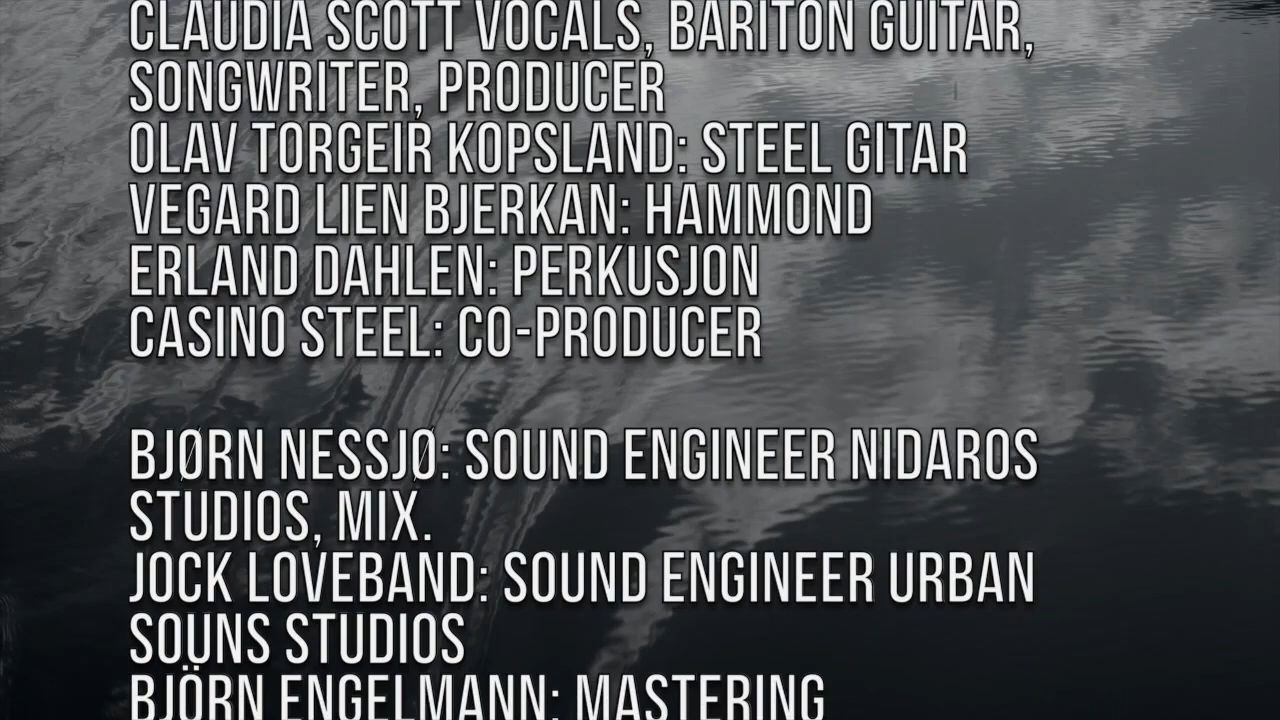 CLAUDIA SCOTT VOCALS, BARITON GUITAR,
SONGWRITER, PRODUCER
OLAV TORGEIR KOPSLAND: STEEL GITAR
VEGARD LIEN BJERKAN: HAMMOND
ERLAND DAHLEN: PERKUSJON
CASINO STEEL: CO-PRODUCER
BJØRN NESSJØ: SOUND ENGINEER NIDAROS
STUDIOS, MIX.
JOCK LOVEBAND: SOUND ENGINEER URBAN
SOUNS STUDIOS
BJÖRN ENGELMANN: MASTERING